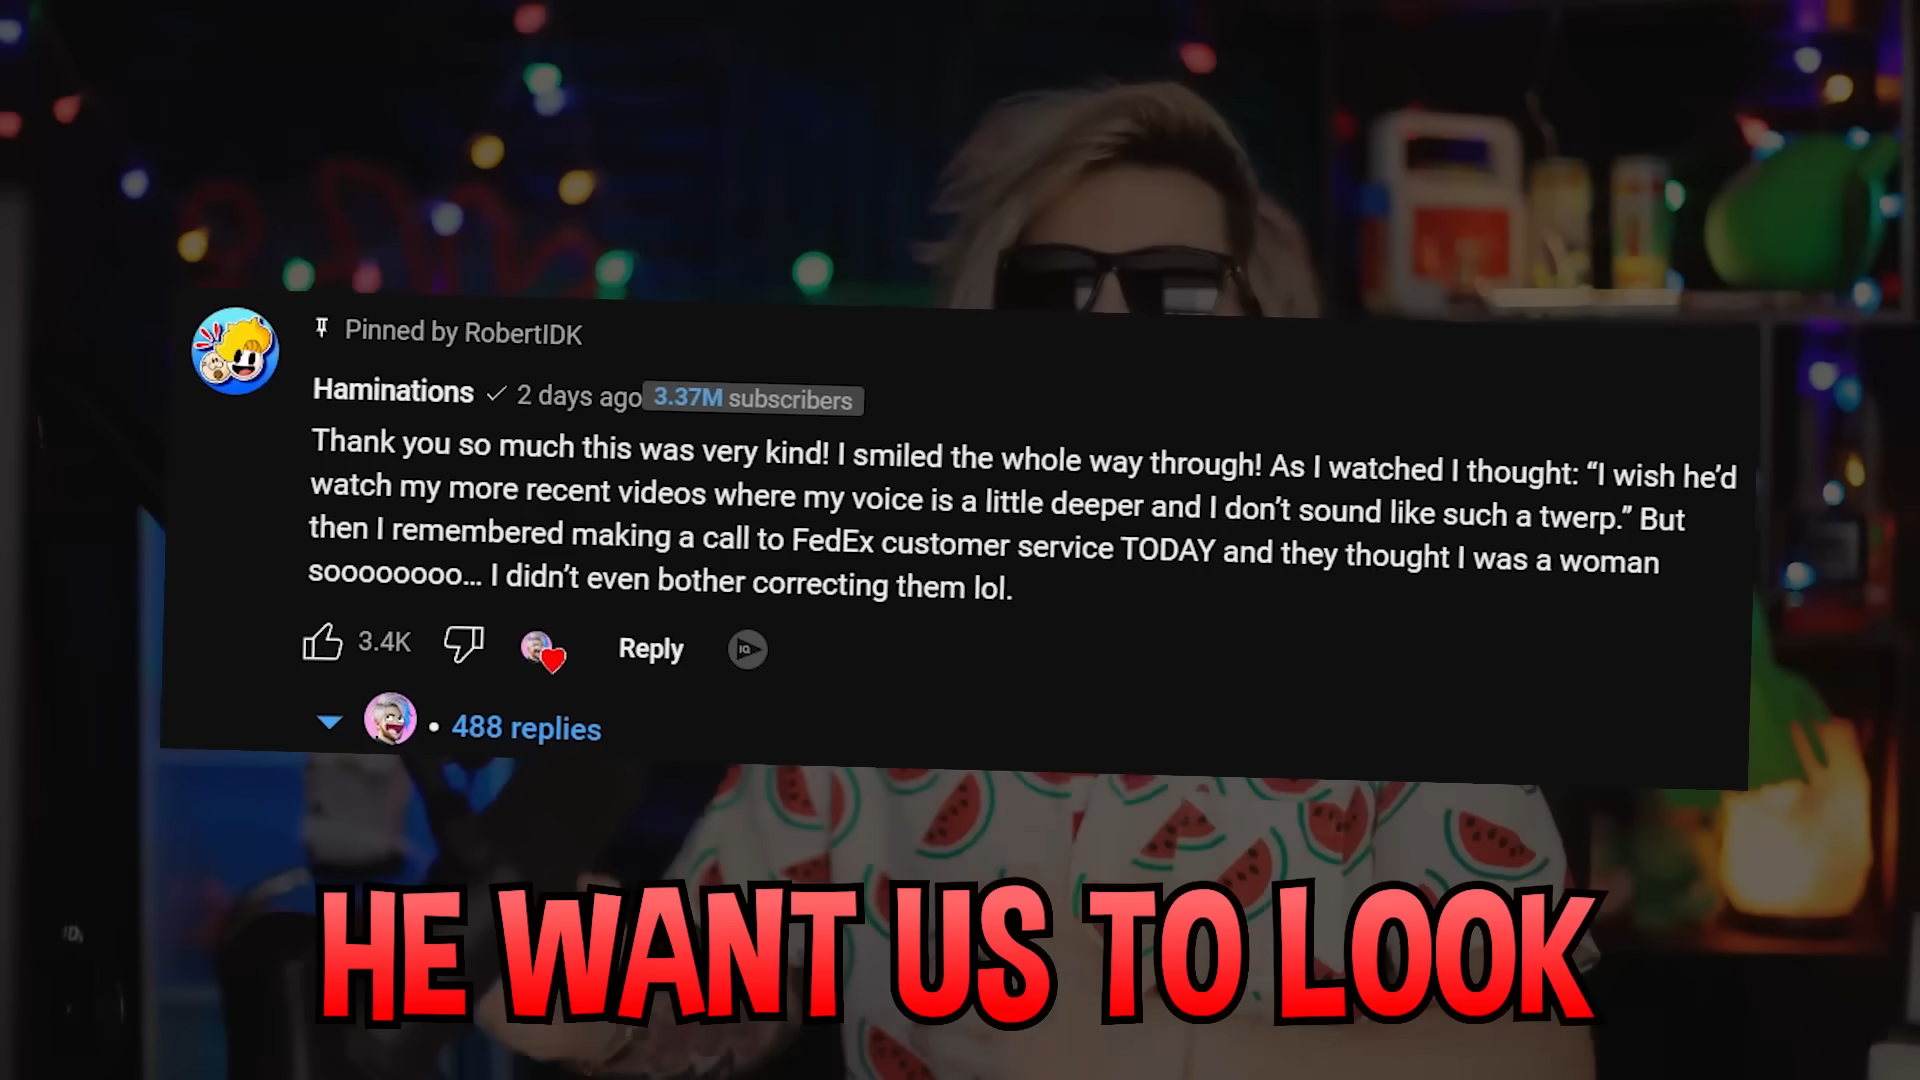 Pinned by RobertIDK
Haminations 2 days ago 3.37M subscribers
Thank you so much this was very kind! I smiled the whole way through! As I watched I thought: “I wish he’d
watch my more recent videos where my voice is a little deeper and I don’t sound like such a twerp.” But
then I remembered making a call to FedEx customer service TODAY and they thought I was a woman
soooooooo... I didn’t even bother correcting them lol.
3.4K Reply
• 488 replies
HE WANT US TO LOOK